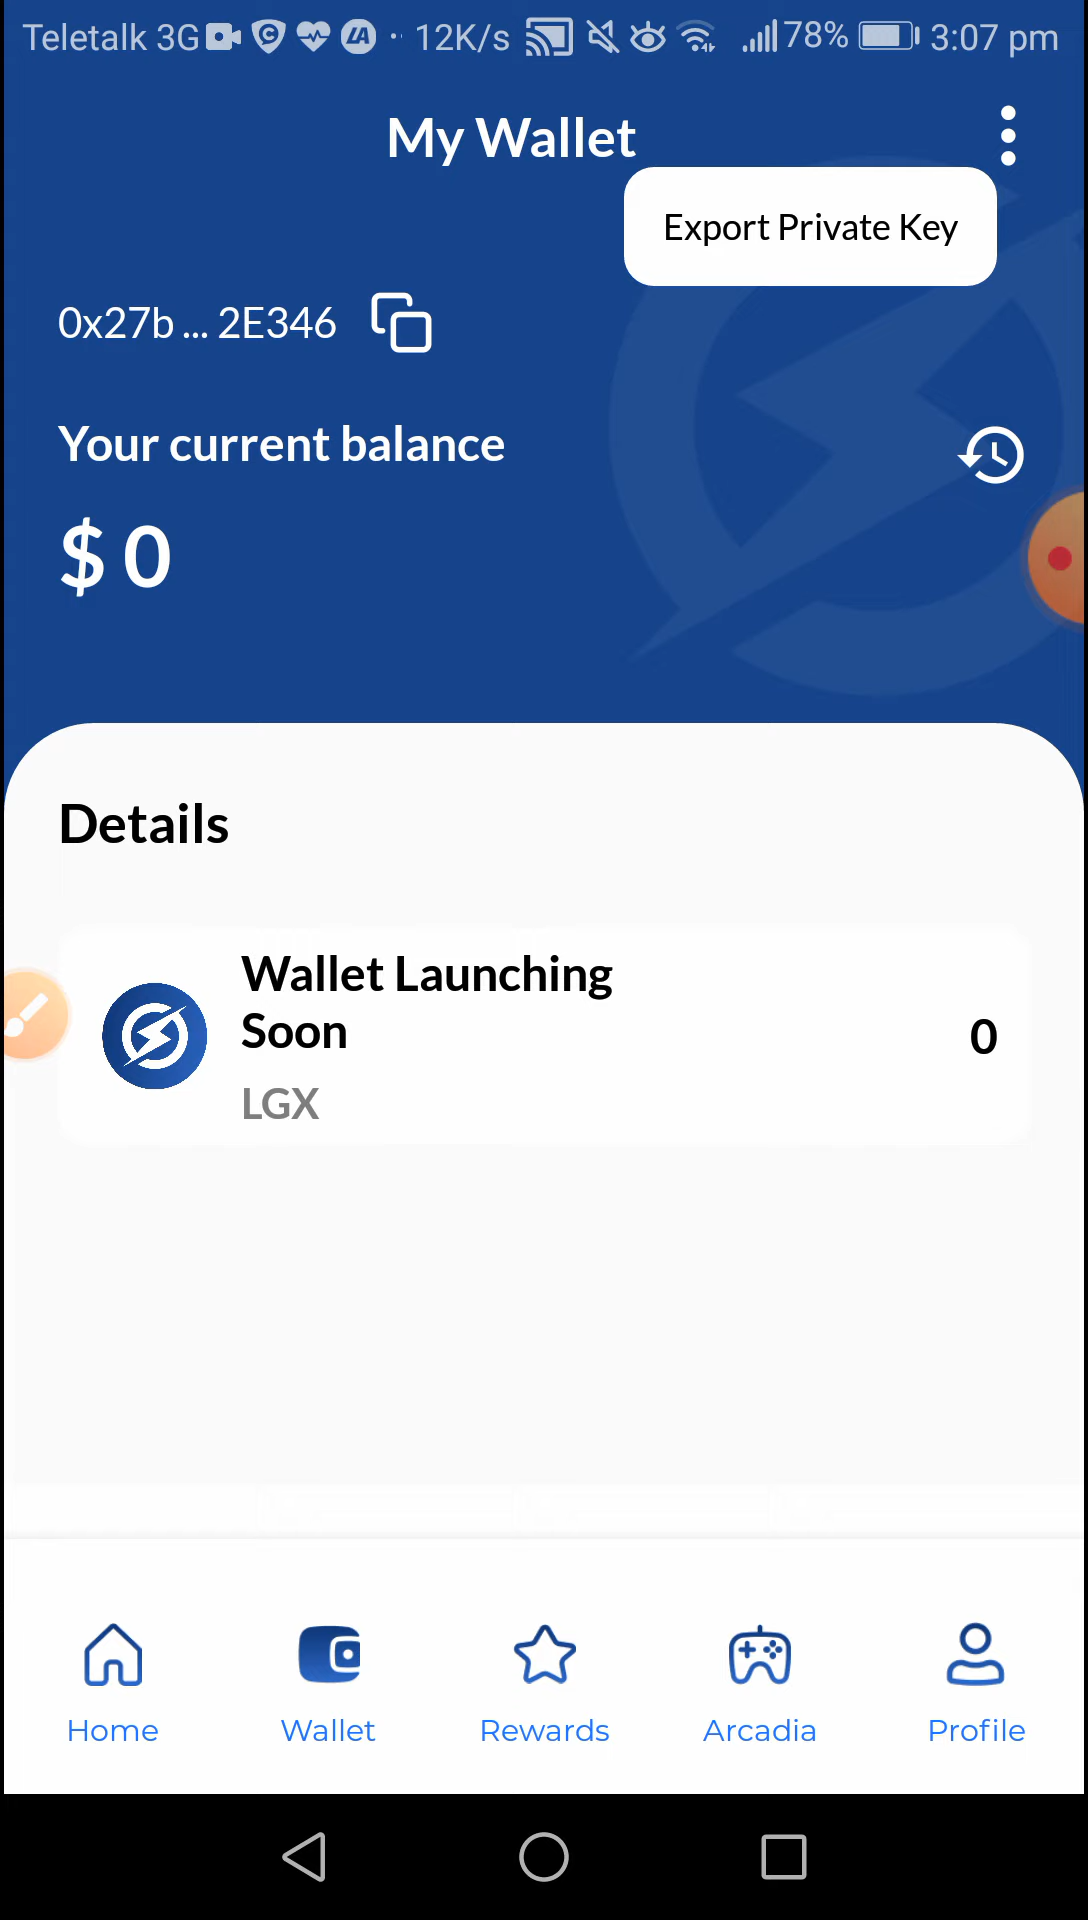 Teletalk 3G 12K/s 78% 3:07 pm
My Wallet
Export Private Key
0x27b ... 2E346
Your current balance
$ 0
Details
Wallet Launching
Soon
0
LGX
Home Wallet Rewards Arcadia Profile